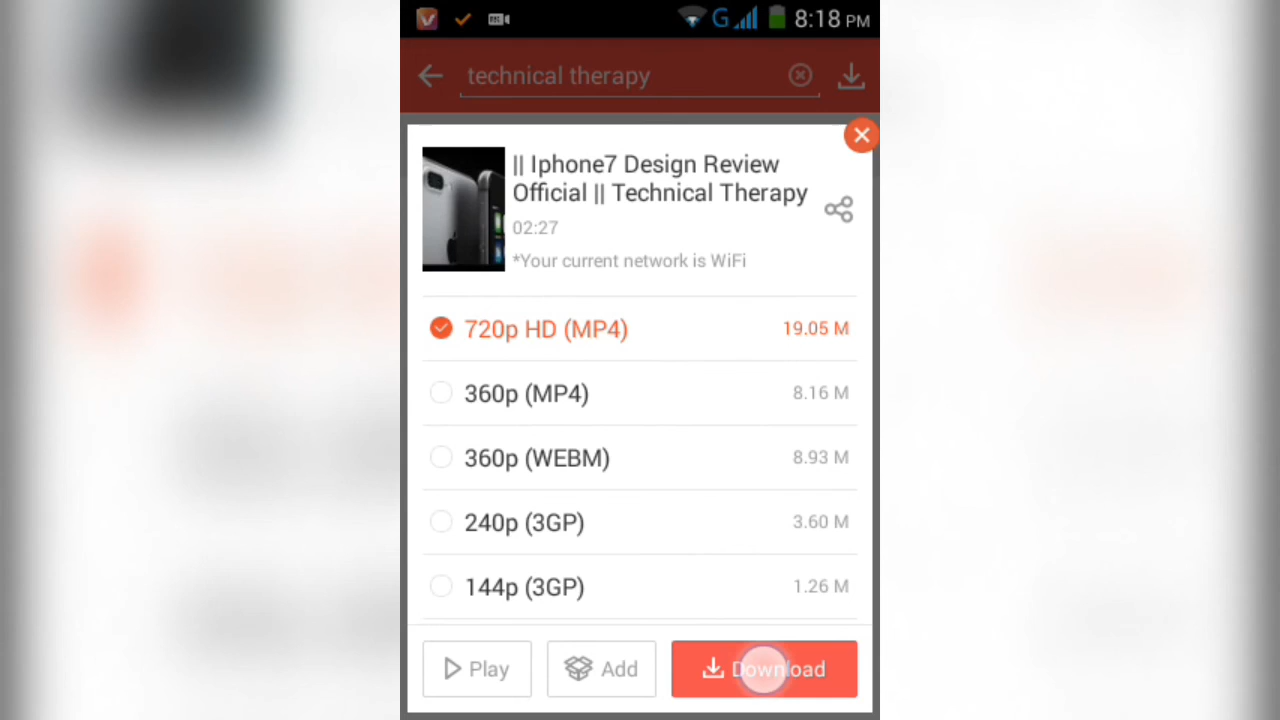 G 8:18 PM
technical therapy
|| Iphone7 Design Review
Official || Technical Therapy
02:27
*Your current network is WiFi
720p HD (MP4) 19.05 M
360p (MP4) 8.16 M
360p (WEBM) 8.93 M
240p (3GP) 3.60 M
144p (3GP) 1.26 M
Play Add Download